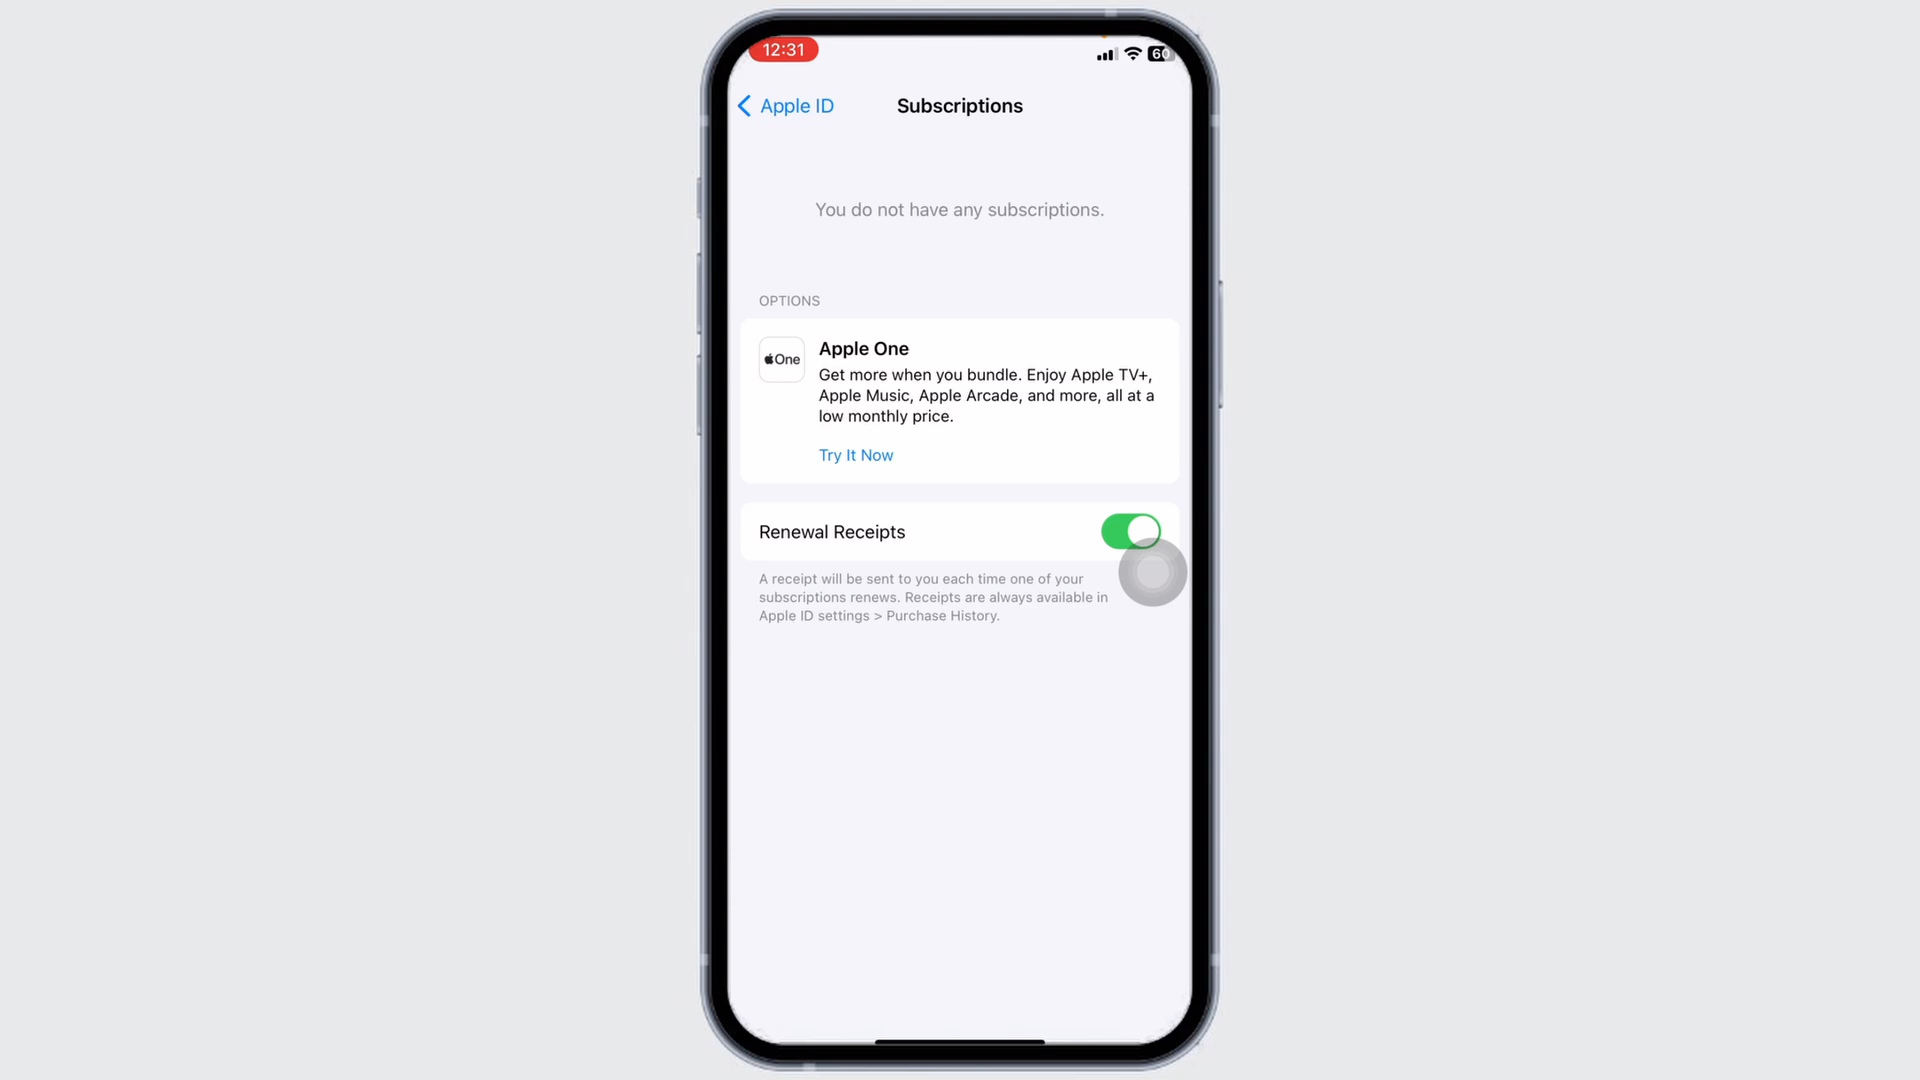 12:31
60
Apple ID
Subscriptions
You do not have any subscriptions.
OPTIONS
One
Apple One
Get more when you bundle. Enjoy Apple TV+,
Apple Music, Apple Arcade, and more, all at a
low monthly price.
Try It Now
Renewal Receipts
A receipt will be sent to you each time one of your
subscriptions renews. Receipts are always available in
Apple ID settings > Purchase History.